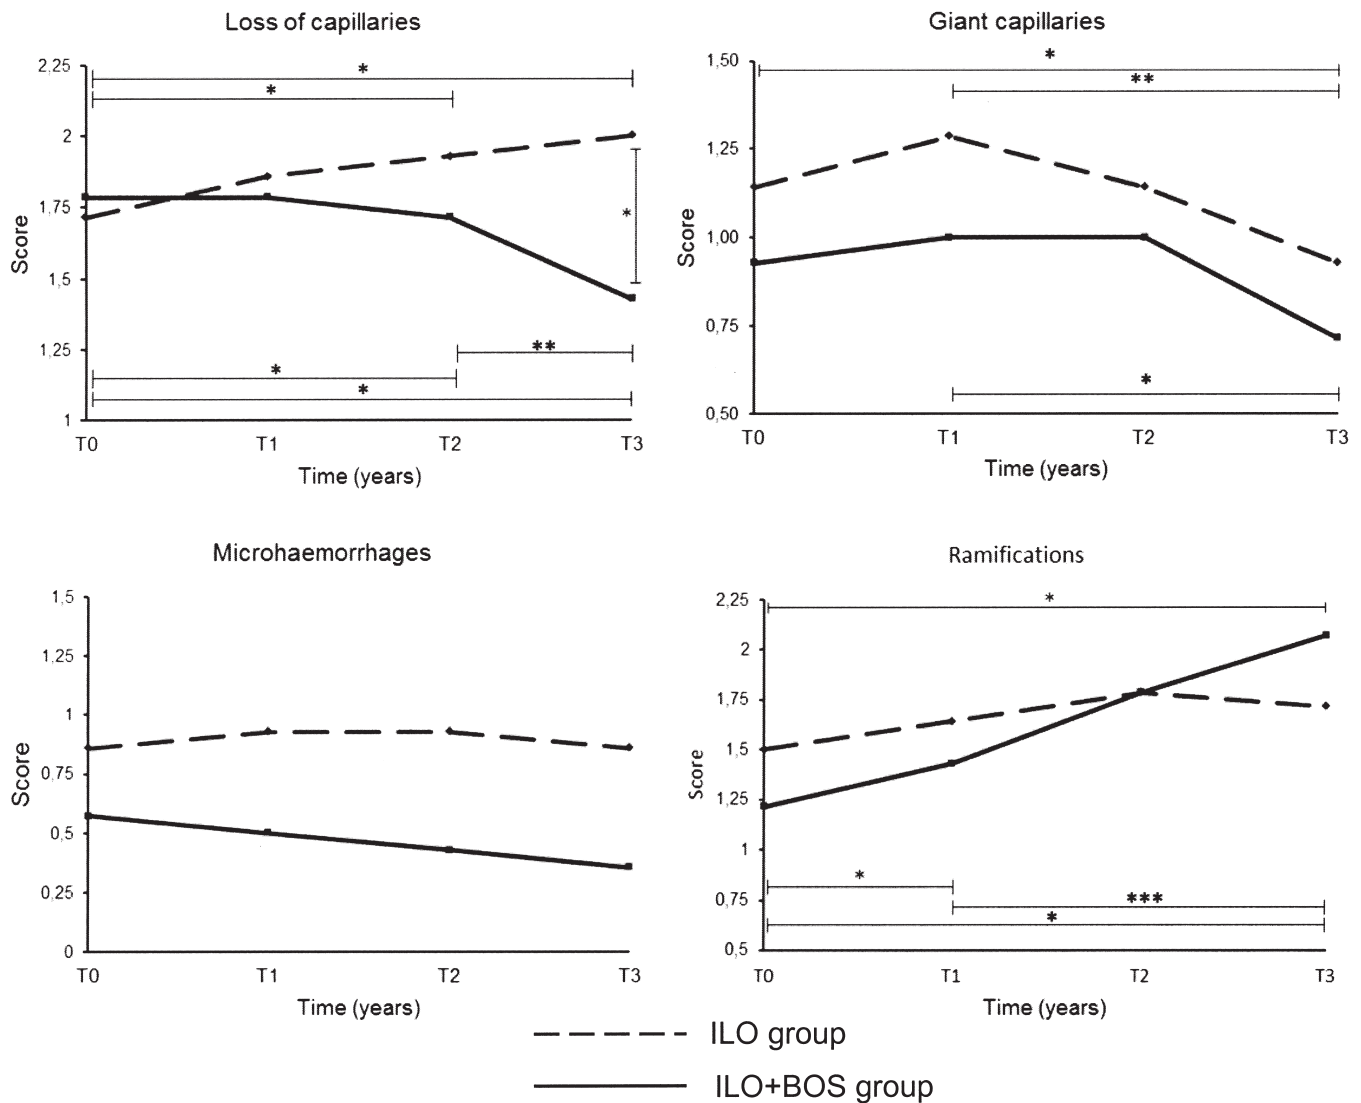 Loss of capillaries
2,25
2
1,75
1,5
1,25
1
Score
*
*
*
**
*
*
T0 T1 T2 T3
Time (years)
Giant capillaries
1,50
1,25
1,00
0,75
0,50
Score
*
**
*
T0 T1 T2 T3
Time (years)
Microhaemorrhages
1,5
1,25
1
0,75
0,5
0,25
0
Score
T0 T1 T2 T3
Time (years)
Ramifications
2,25
2
1,75
1,5
1,25
1
0,75
0,5
Score
*
*
***
*
T0 T1 T2 T3
Time (years)
ILO group
ILO+BOS group